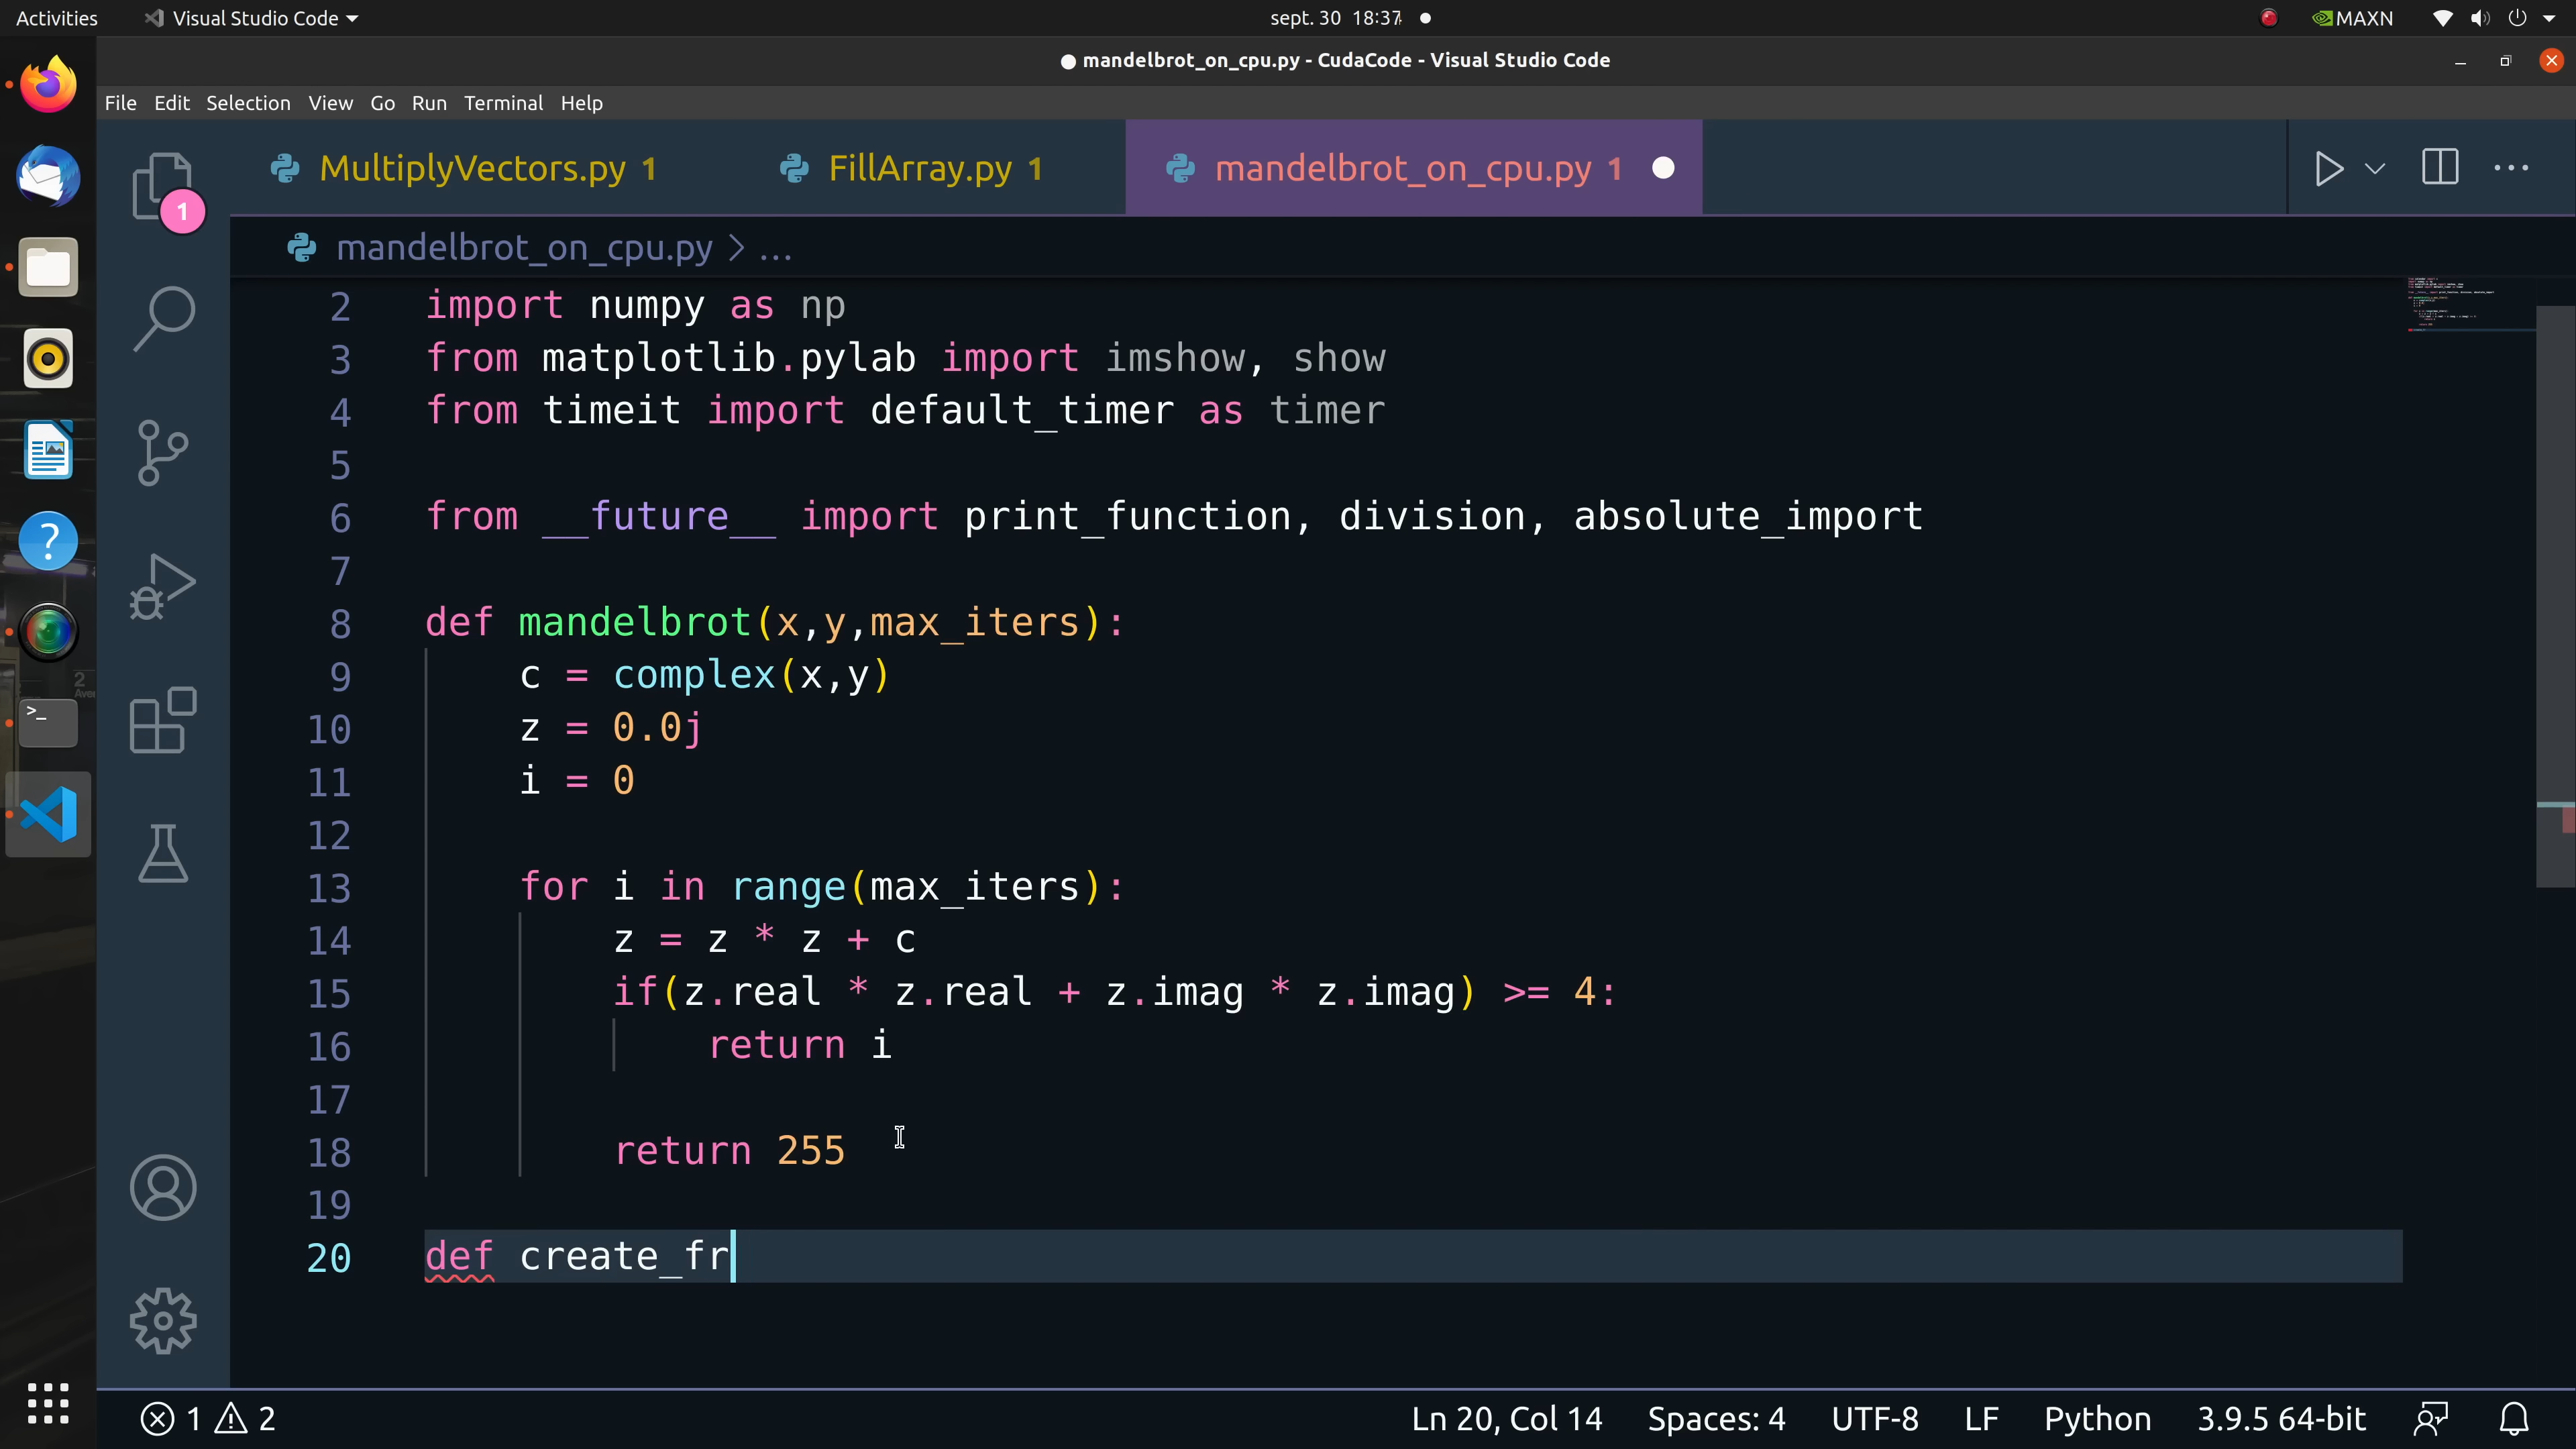 Activities
Visual Studio Code
sept. 30 18:37
MAXN
mandelbrot_on_cpu.py - CudaCode - Visual Studio Code
File Edit Selection View Go Run Terminal Help
MultiplyVectors.py 1
FillArray.py 1
mandelbrot_on_cpu.py 1
1
mandelbrot_on_cpu.py > ...
2 import numpy as np
3 from matplotlib.pylab import imshow, show
4 from timeit import default_timer as timer
5
6 from __future__ import print_function, division, absolute_import
7
8 def mandelbrot(x,y,max_iters):
9 c = complex(x,y)
10 z = 0.0j
11 i = 0
12
13 for i in range(max_iters):
14 z = z * z + c
15 if(z.real * z.real + z.imag * z.imag) >= 4:
16 return i
17
18 return 255
19
20 def create_fr
1 2
Ln 20, Col 14 Spaces: 4 UTF-8 LF Python 3.9.5 64-bit